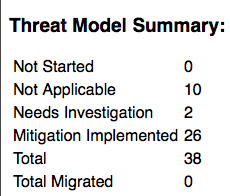 Threat Model Summary:
Not Started 0
Not Applicable 10
Needs Investigation 2
Mitigation Implemented 26
Total 38
Total Migrated 0